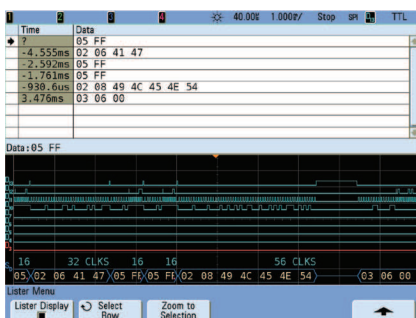 1 2 3 4 40.00% 1.000%/ Stop SPI TTL
Time Data
? 05 FF
-4.555ms 02 06 41 47
-2.592ms 05 FF
-1.761ms 05 FF
-930.6us 02 08 49 4C 45 4E 54
3.476ms 03 06 00
Data:05 FF
16 32 CLKS 16 16 56 CLKS
05 02 06 41 47 05 FF 05 FF 02 08 49 4C 45 4E 54 03 06 00
Lister Menu
Lister Display Select Row Zoom to Selection